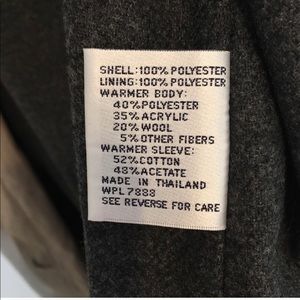 SHELL:100% POLYESTER
LINING:100% POLYESTER
WARMER BODY:
40% POLYESTER
35% ACRYLIC
20% WOOL
5% OTHER FIBERS
WARMER SLEEVE:
52% COTTON
48% ACETATE
MADE IN THAILAND
WPL 7888
SEE REVERSE FOR CARE